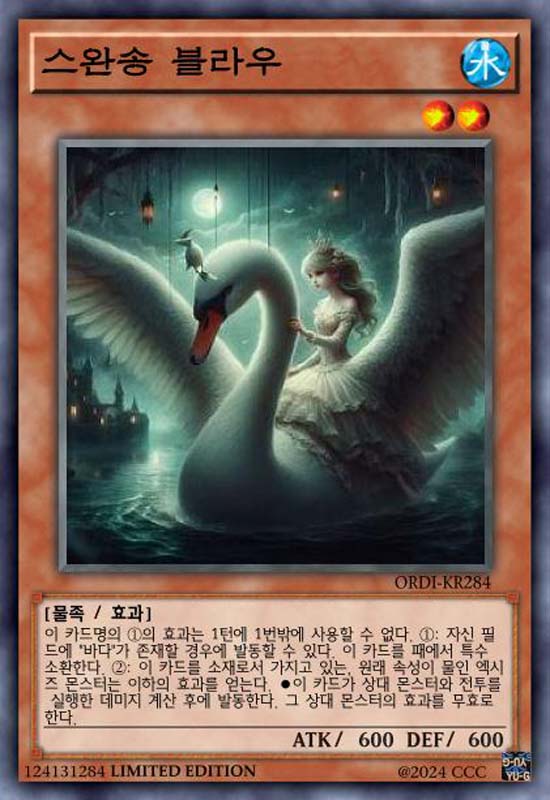 스완송 블라우
水
ORDI-KR284
[물족 / 효과]
이 카드명의 ①의 효과는 1턴에 1번밖에 사용할 수 없다. ①: 자신 필
드에 "바다"가 존재할 경우에 발동할 수 있다. 이 카드를 패에서 특수
소환한다. ②: 이 카드를 소재로서 가지고 있는, 원래 속성이 물인 엑시
즈 몬스터는 이하의 효과를 얻는다. ●이 카드가 상대 몬스터와 전투를
실행한 데미지 계산 후에 발동한다. 그 상대 몬스터의 효과를 무효로
한다.
ATK/ 600 DEF/ 600
124131284 LIMITED EDITION @2024 CCC
YU-G